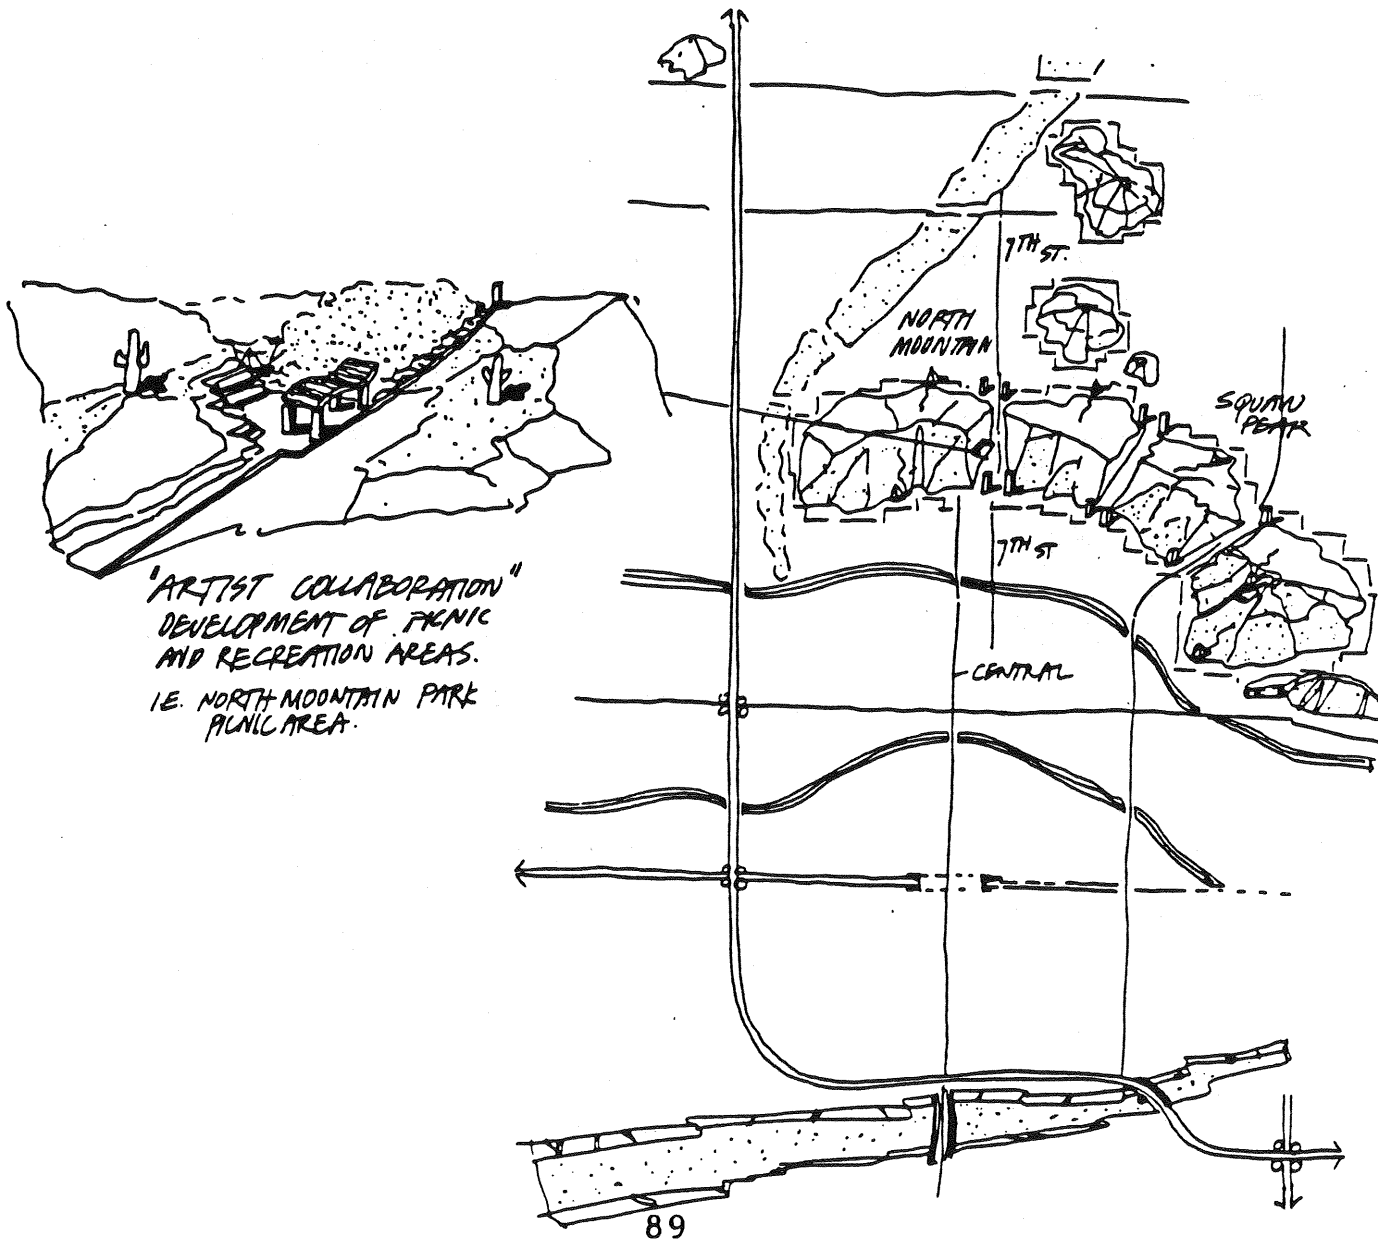 7TH ST.
NORTH
MOUNTAIN
SQUAW
PEAK
7TH ST
"ARTIST COLLABORATION"
DEVELOPMENT OF PICNIC
AND RECREATION AREAS.
I.E. NORTH MOUNTAIN PARK
PICNIC AREA.
CENTRAL
89